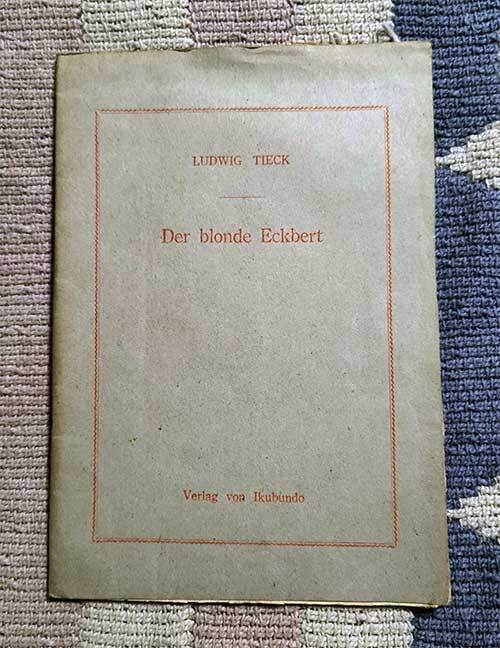 LUDWIG TIECK
Der blonde Eckbert
Verlag von Ikubundo